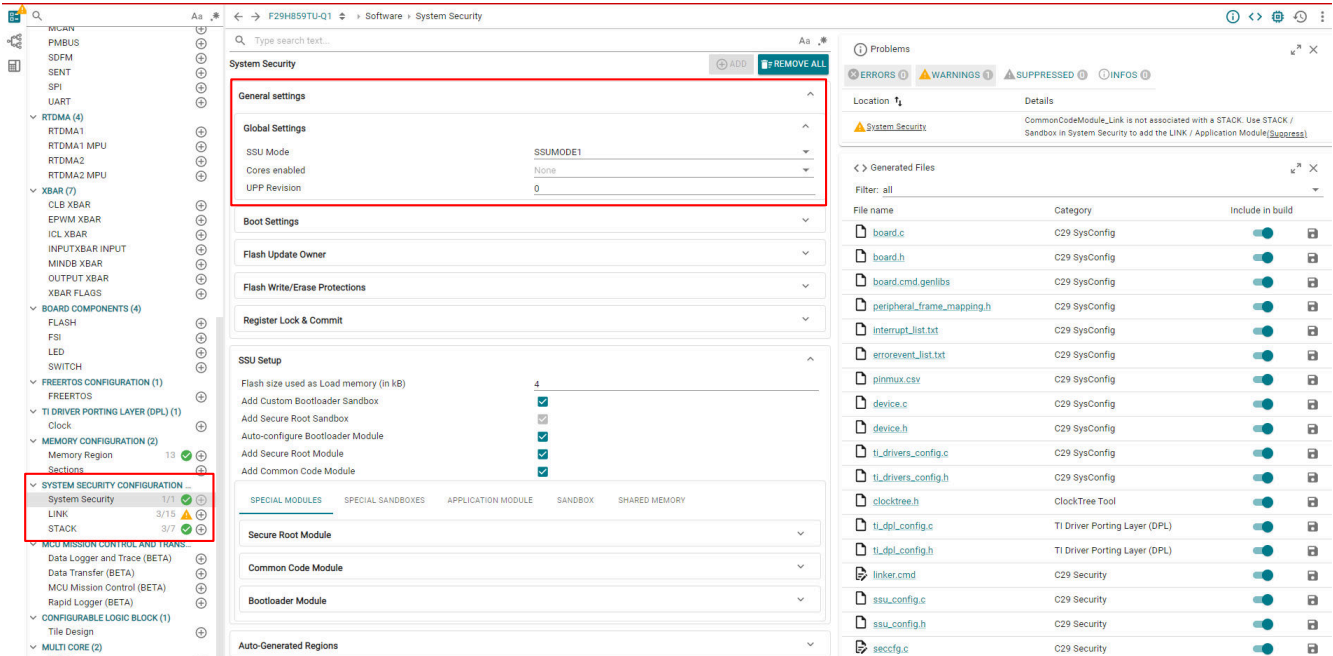 Aa .*
MCAN
PMBUS
SDFM
SENT
SPI
UART
RTDMA (4)
RTDMA1
RTDMA1 MPU
RTDMA2
RTDMA2 MPU
XBAR (7)
CLB XBAR
EPWM XBAR
ICL XBAR
INPUTXBAR INPUT
MINDB XBAR
OUTPUT XBAR
XBAR FLAGS
BOARD COMPONENTS (4)
FLASH
FSI
LED
SWITCH
FREERTOS CONFIGURATION (1)
FREERTOS
TI DRIVER PORTING LAYER (DPL) (1)
Clock
MEMORY CONFIGURATION (2)
Memory Region 13
Sections
SYSTEM SECURITY CONFIGURATION ...
System Security 1/1
LINK 3/15
STACK 3/7
MCU MISSION CONTROL AND TRANS...
Data Logger and Trace (BETA)
Data Transfer (BETA)
MCU Mission Control (BETA)
Rapid Logger (BETA)
CONFIGURABLE LOGIC BLOCK (1)
Tile Design
MULTI CORE (2)
F29H859TU-Q1 Software System Security
Type search text... Aa .*
System Security ADD REMOVE ALL
General settings
Global Settings
SSU Mode SSUMODE1
Cores enabled None
UPP Revision 0
Boot Settings
Flash Update Owner
Flash Write/Erase Protections
Register Lock & Commit
SSU Setup
Flash size used as Load memory (in kB) 4
Add Custom Bootloader Sandbox
Add Secure Root Sandbox
Auto-configure Bootloader Module
Add Secure Root Module
Add Common Code Module
SPECIAL MODULES SPECIAL SANDBOXES APPLICATION MODULE SANDBOX SHARED MEMORY
Secure Root Module
Common Code Module
Bootloader Module
Auto-Generated Regions
Problems
ERRORS 0 WARNINGS 1 SUPPRESSED 0 INFOS 0
Location Details
System Security CommonCodeModule_Link is not associated with a STACK. Use STACK /
Sandbox in System Security to add the LINK / Application Module(Suppress)
Generated Files
Filter: all
File name Category Include in build
board.c C29 SysConfig
board.h C29 SysConfig
board.cmd.genlibs C29 SysConfig
peripheral_frame_mapping.h C29 SysConfig
interrupt_list.txt C29 SysConfig
errorevent_list.txt C29 SysConfig
pinmux.csv C29 SysConfig
device.c C29 SysConfig
device.h C29 SysConfig
ti_drivers_config.c C29 SysConfig
ti_drivers_config.h C29 SysConfig
clocktree.h ClockTree Tool
ti_dpl_config.c TI Driver Porting Layer (DPL)
ti_dpl_config.h TI Driver Porting Layer (DPL)
linker.cmd C29 Security
ssu_config.c C29 Security
ssu_config.h C29 Security
seccfg.c C29 Security